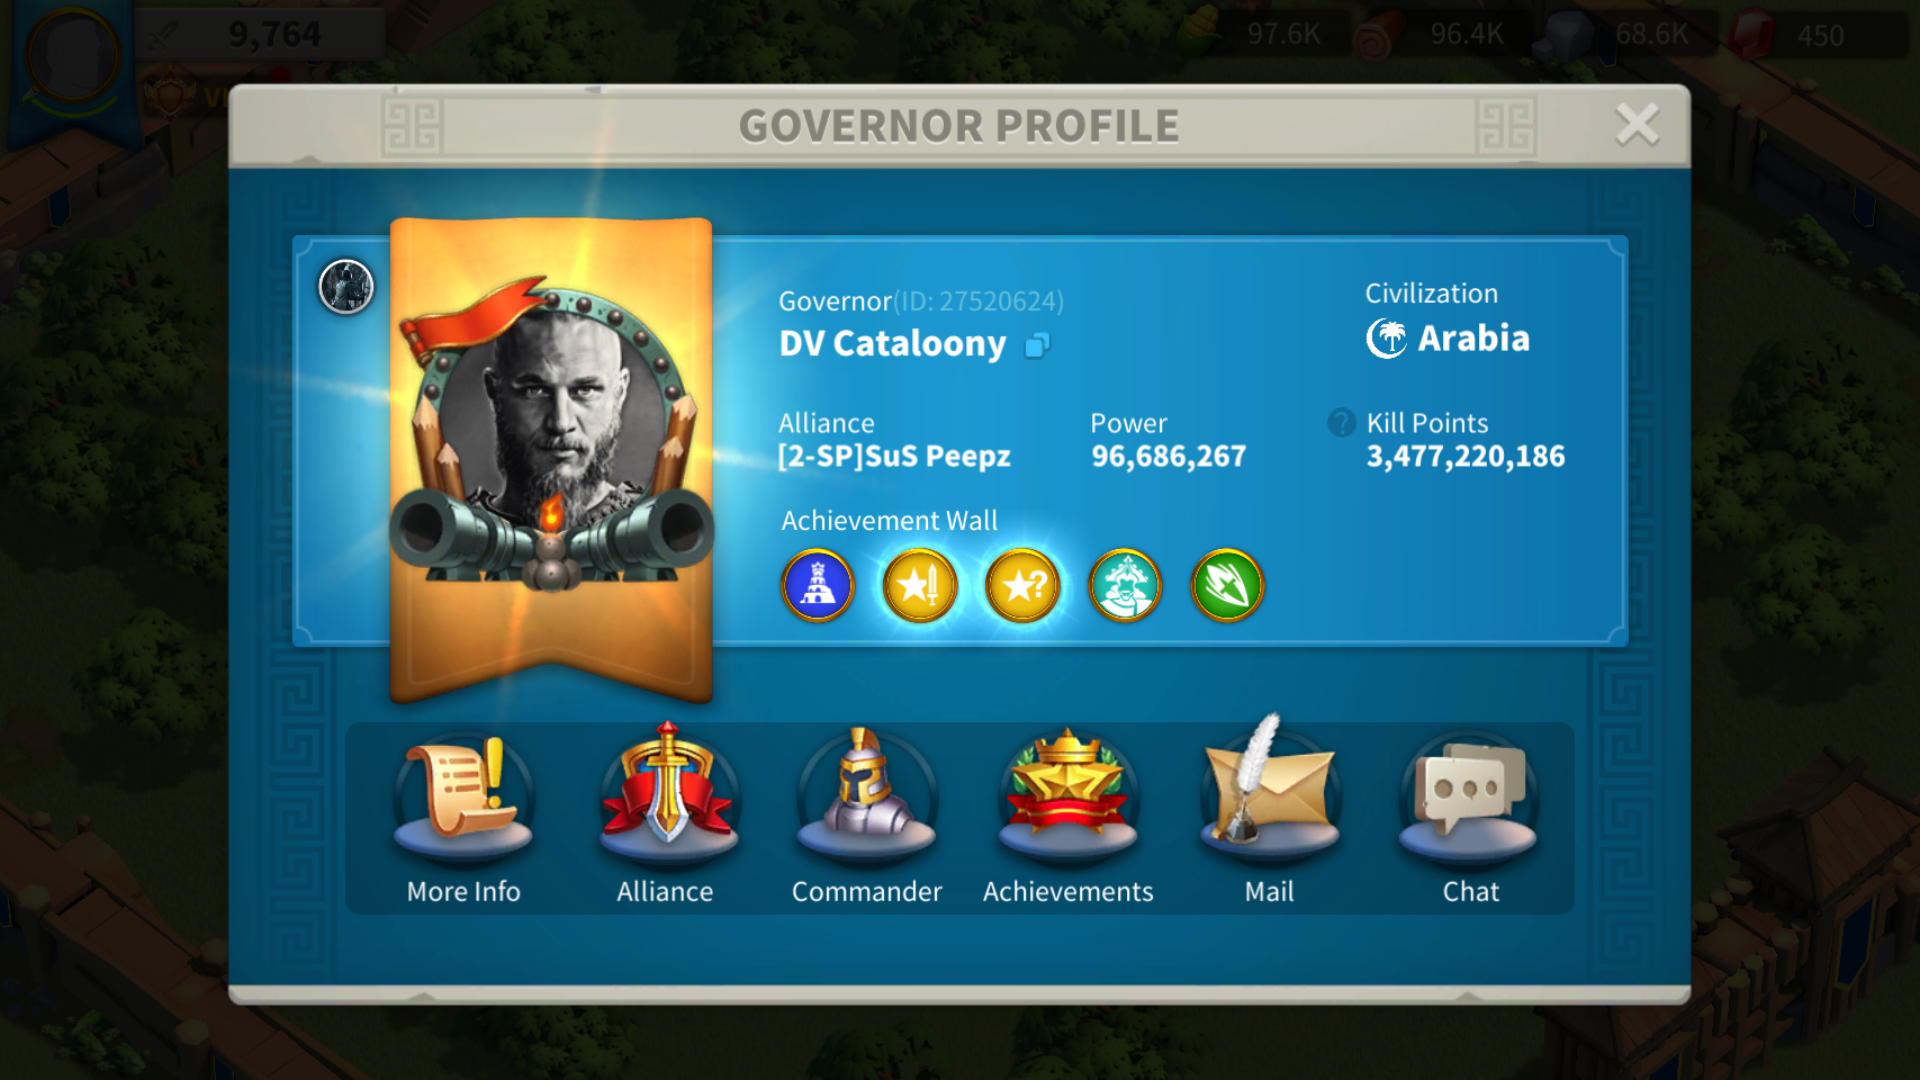 9,764
97.6K
96.4K
68.6K
450
GOVERNOR PROFILE
Governor(ID: 27520624)
DV Cataloony
Civilization
Arabia
Alliance
[2-SP]SuS Peepz
Power
96,686,267
? Kill Points
3,477,220,186
Achievement Wall
More Info
Alliance
Commander
Achievements
Mail
Chat